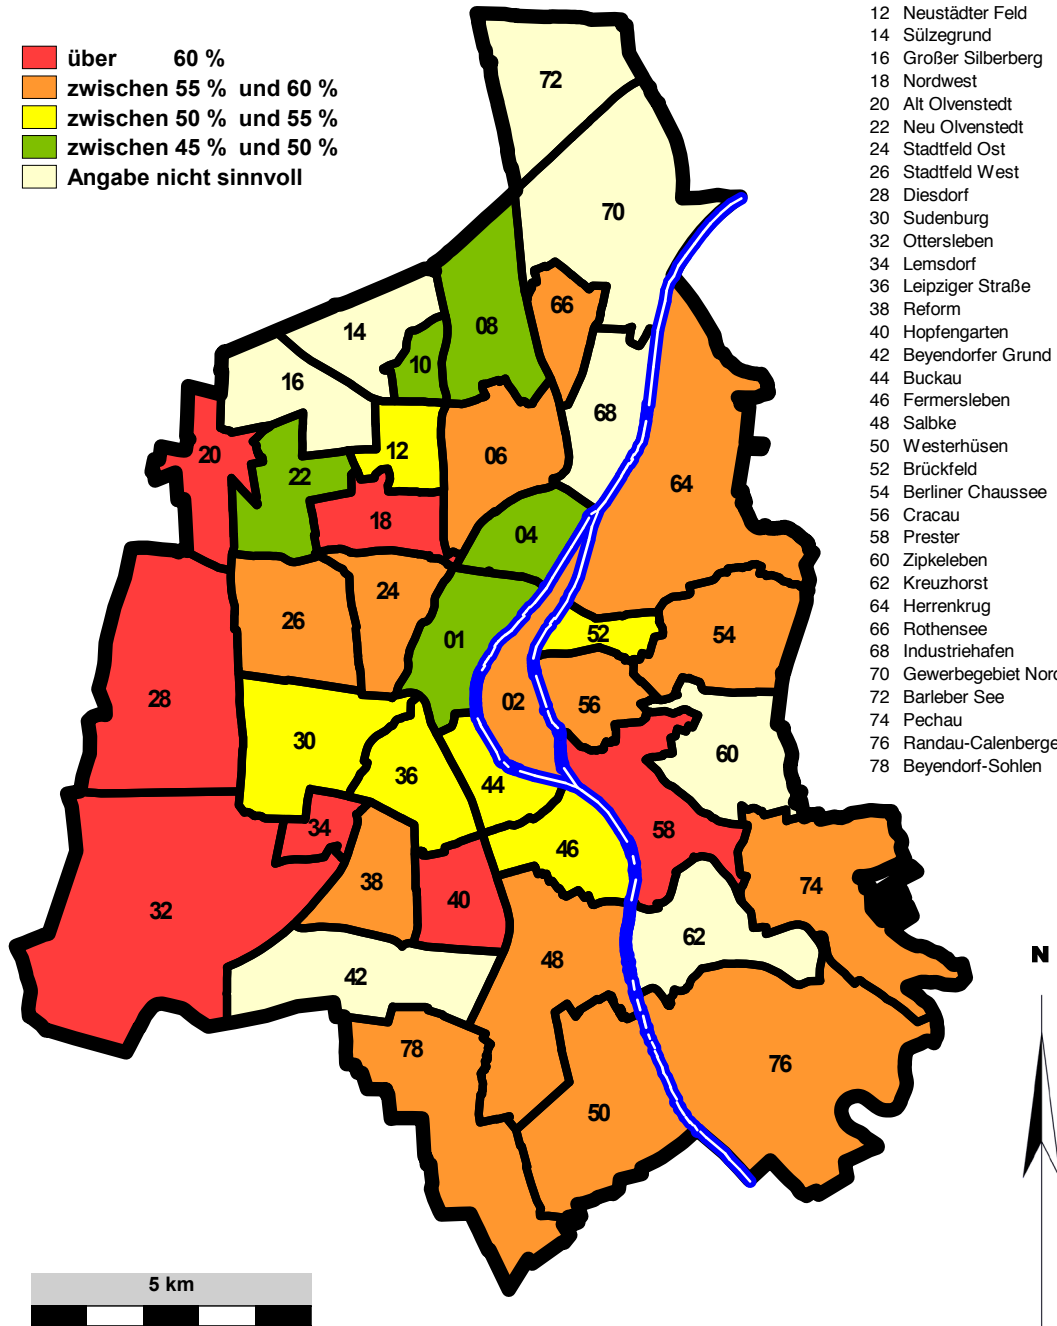 12 Neustädter Feld
14 Sülzegrund
16 Großer Silberberg
18 Nordwest
20 Alt Olvenstedt
22 Neu Olvenstedt
24 Stadtfeld Ost
26 Stadtfeld West
28 Diesdorf
30 Sudenburg
32 Ottersleben
34 Lemsdorf
36 Leipziger Straße
38 Reform
40 Hopfengarten
42 Beyendorfer Grund
44 Buckau
46 Fermersleben
48 Salbke
50 Westerhüsen
52 Brückfeld
54 Berliner Chaussee
56 Cracau
58 Prester
60 Zipkeleben
62 Kreuzhorst
64 Herrenkrug
66 Rothensee
68 Industriehafen
70 Gewerbegebiet Nord
72 Barleber See
74 Pechau
76 Randau-Calenberge
78 Beyendorf-Sohlen
über 60 %
zwischen 55 % und 60 %
zwischen 50 % und 55 %
zwischen 45 % und 50 %
Angabe nicht sinnvoll
72
70
66
08
14
10
16
68
12
20
06
22
64
18
04
24
26
01
52
54
28
02
56
30
60
36
44
34
58
46
38
74
40
32
62
48
42
78
76
50
N
5 km